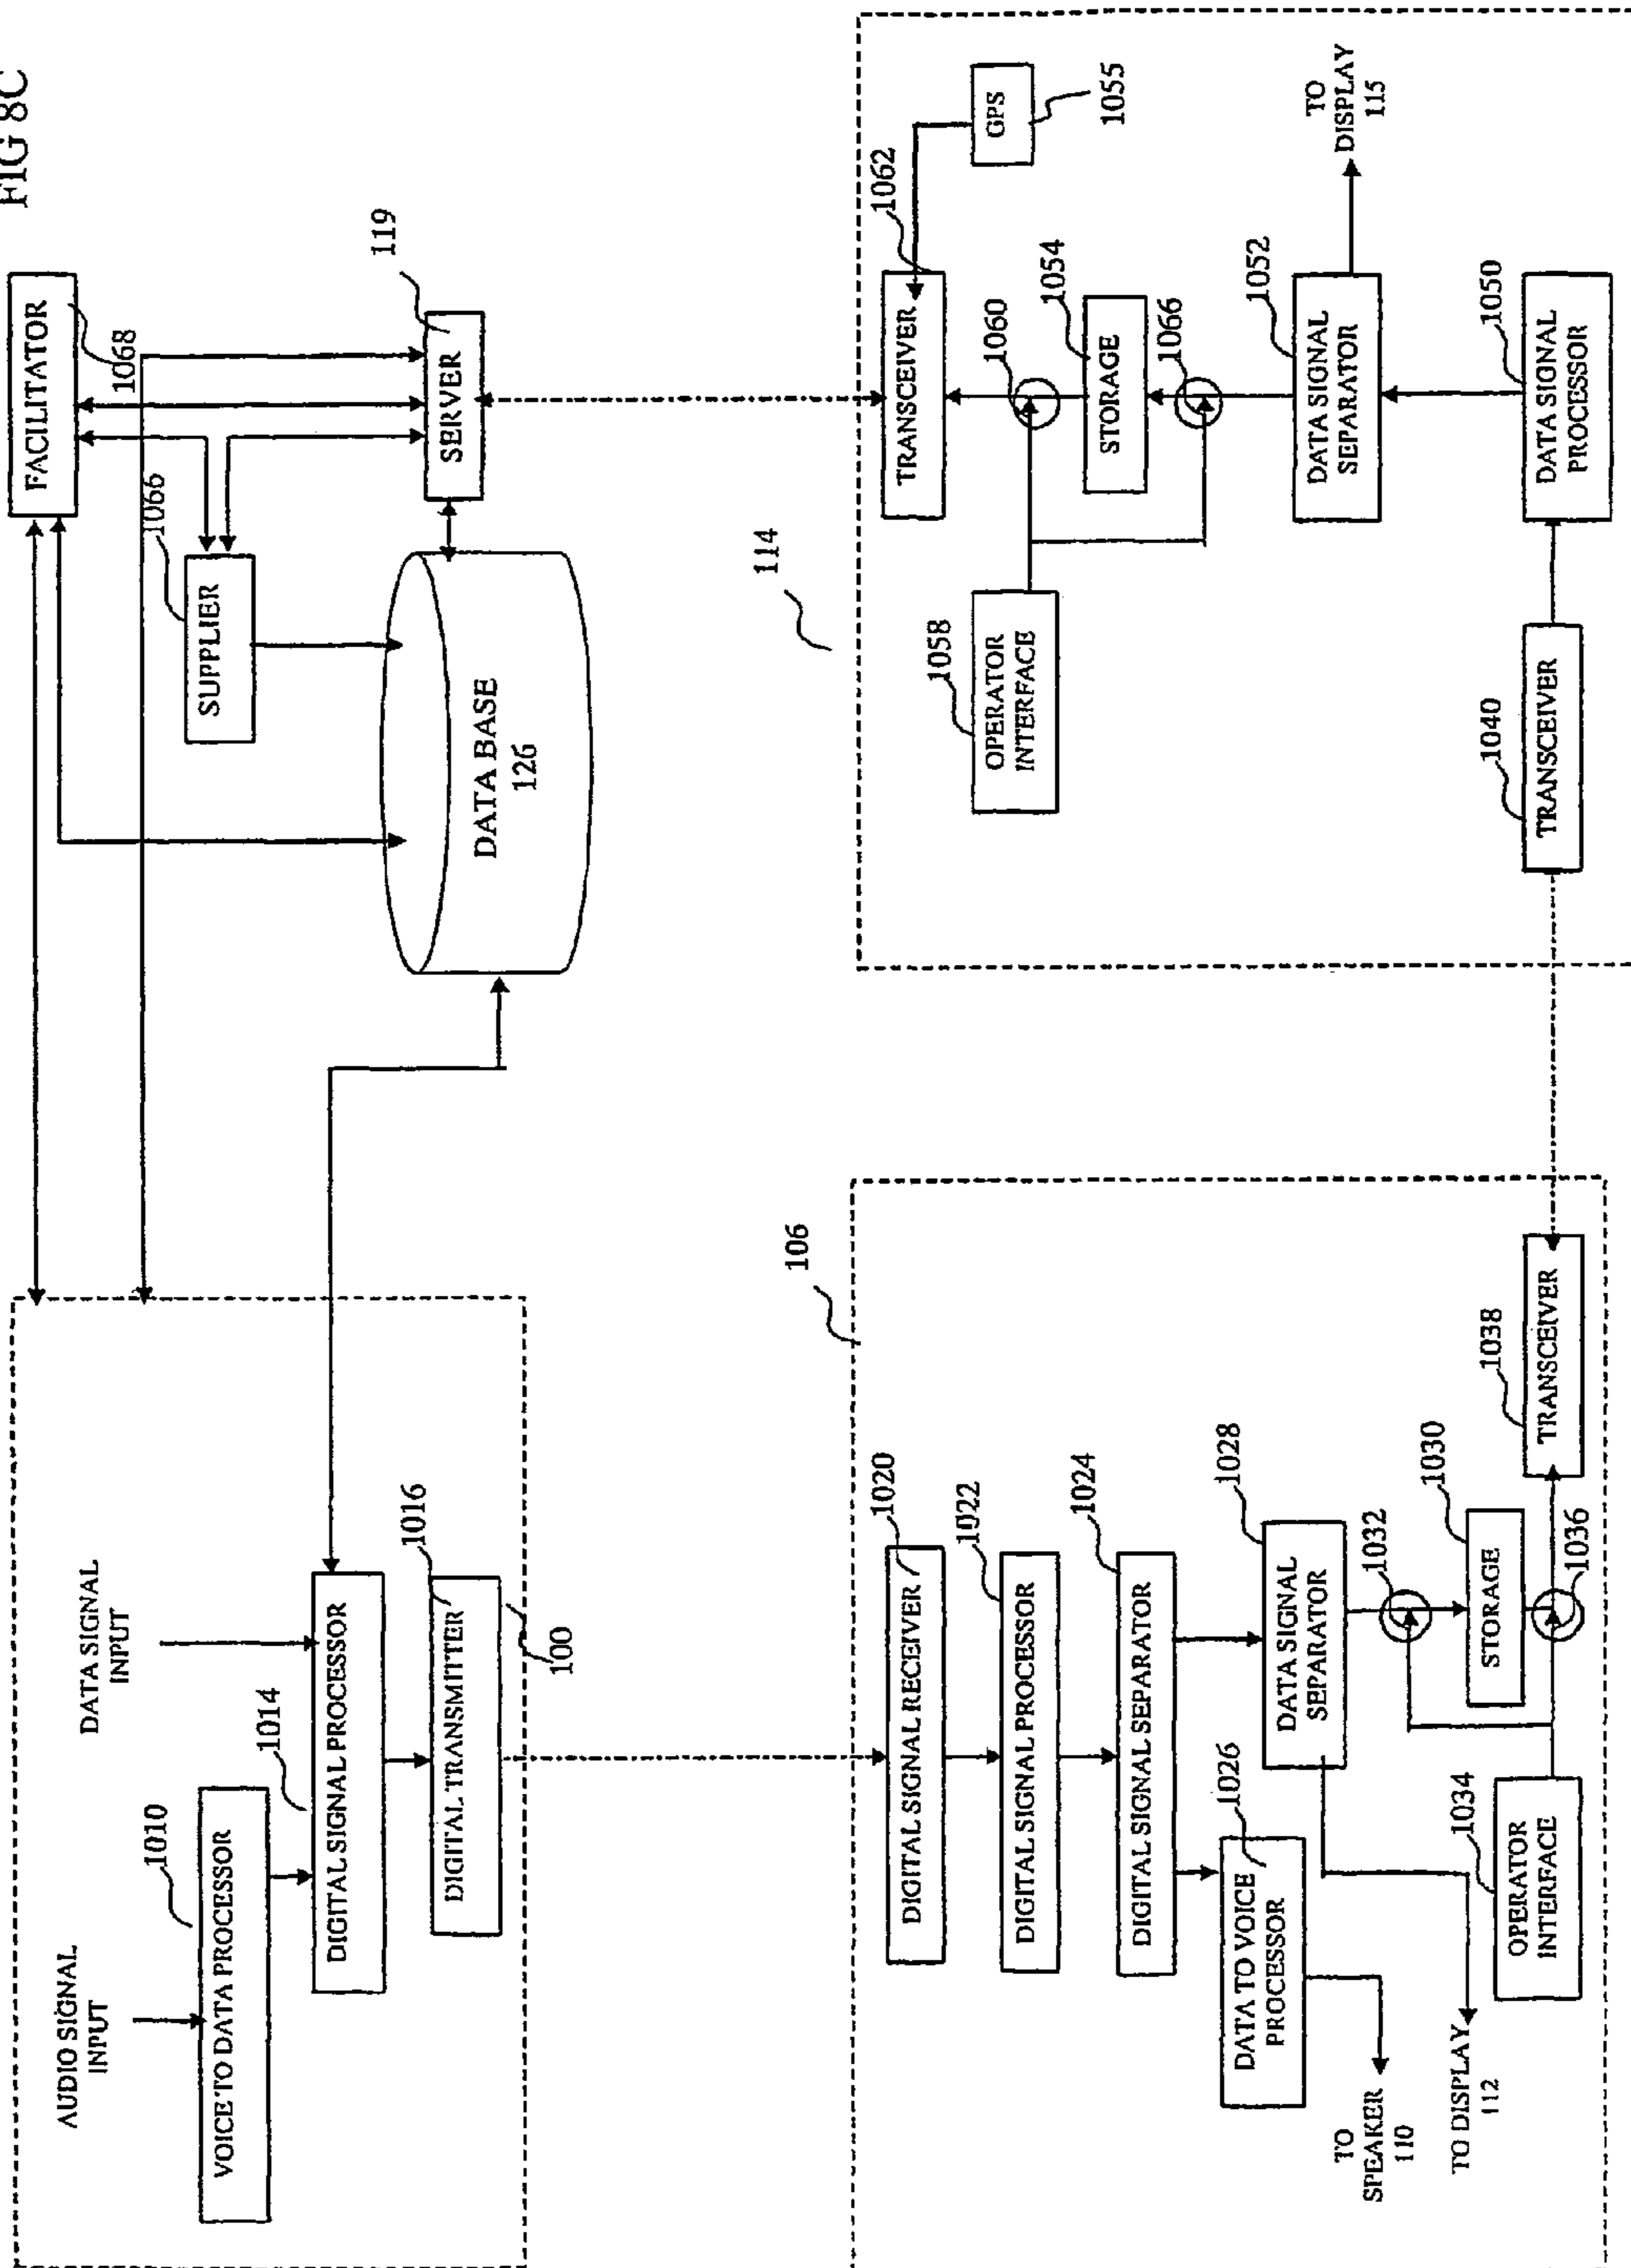 FIG 8C
AUDIO SIGNAL
INPUT
DATA SIGNAL
INPUT
1010
VOICE TO DATA PROCESSOR
1014
DIGITAL SIGNAL PROCESSOR
1016
DIGITAL TRANSMITER
100
FACILITATOR
1068
1066
SUPPLIER
119
SERVER
DATA BASE
126
106
1020
DIGITAL SIGNAL RECEIVER
1022
DIGITAL SIGNAL PROCESSOR
1024
DIGITAL SIGNAL SEPARATOR
1026
DATA TO VOICE
PROCESSOR
1028
DATA SIGNAL
SEPARATOR
1032
1030
STORAGE
1036
1034
OPERATOR
INTERFACE
1038
TRANSCEIVER
TO
SPEAKER
110
TO DISPLAY
112
114
1062
TRANSCEIVER
GPS
1055
1060
1058
OPERATOR
INTERFACE
1054
STORAGE
1066
1052
DATA SIGNAL
SEPARATOR
TO
DISPLAY
115
1050
DATA SIGNAL
PROCESSOR
1040
TRANSCEIVER